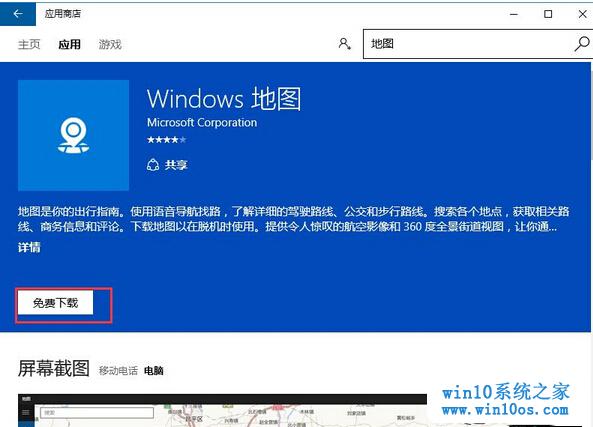 应用商店
主页 应用 游戏 地图
Windows 地图
Microsoft Corporation
共享
地图是你的出行指南。使用语音导航找路，了解详细的驾驶路线、公交和步行路线。搜索各个地点，获取相关路
线、商务信息和评论。下载地图以在脱机时使用。提供令人惊叹的航空影像和 360 度全景街道视图，让你通...
详情
免费下载
屏幕截图 移动电话 电脑
地图
搜索
昌平区
win10系统之家
www.win10os.com